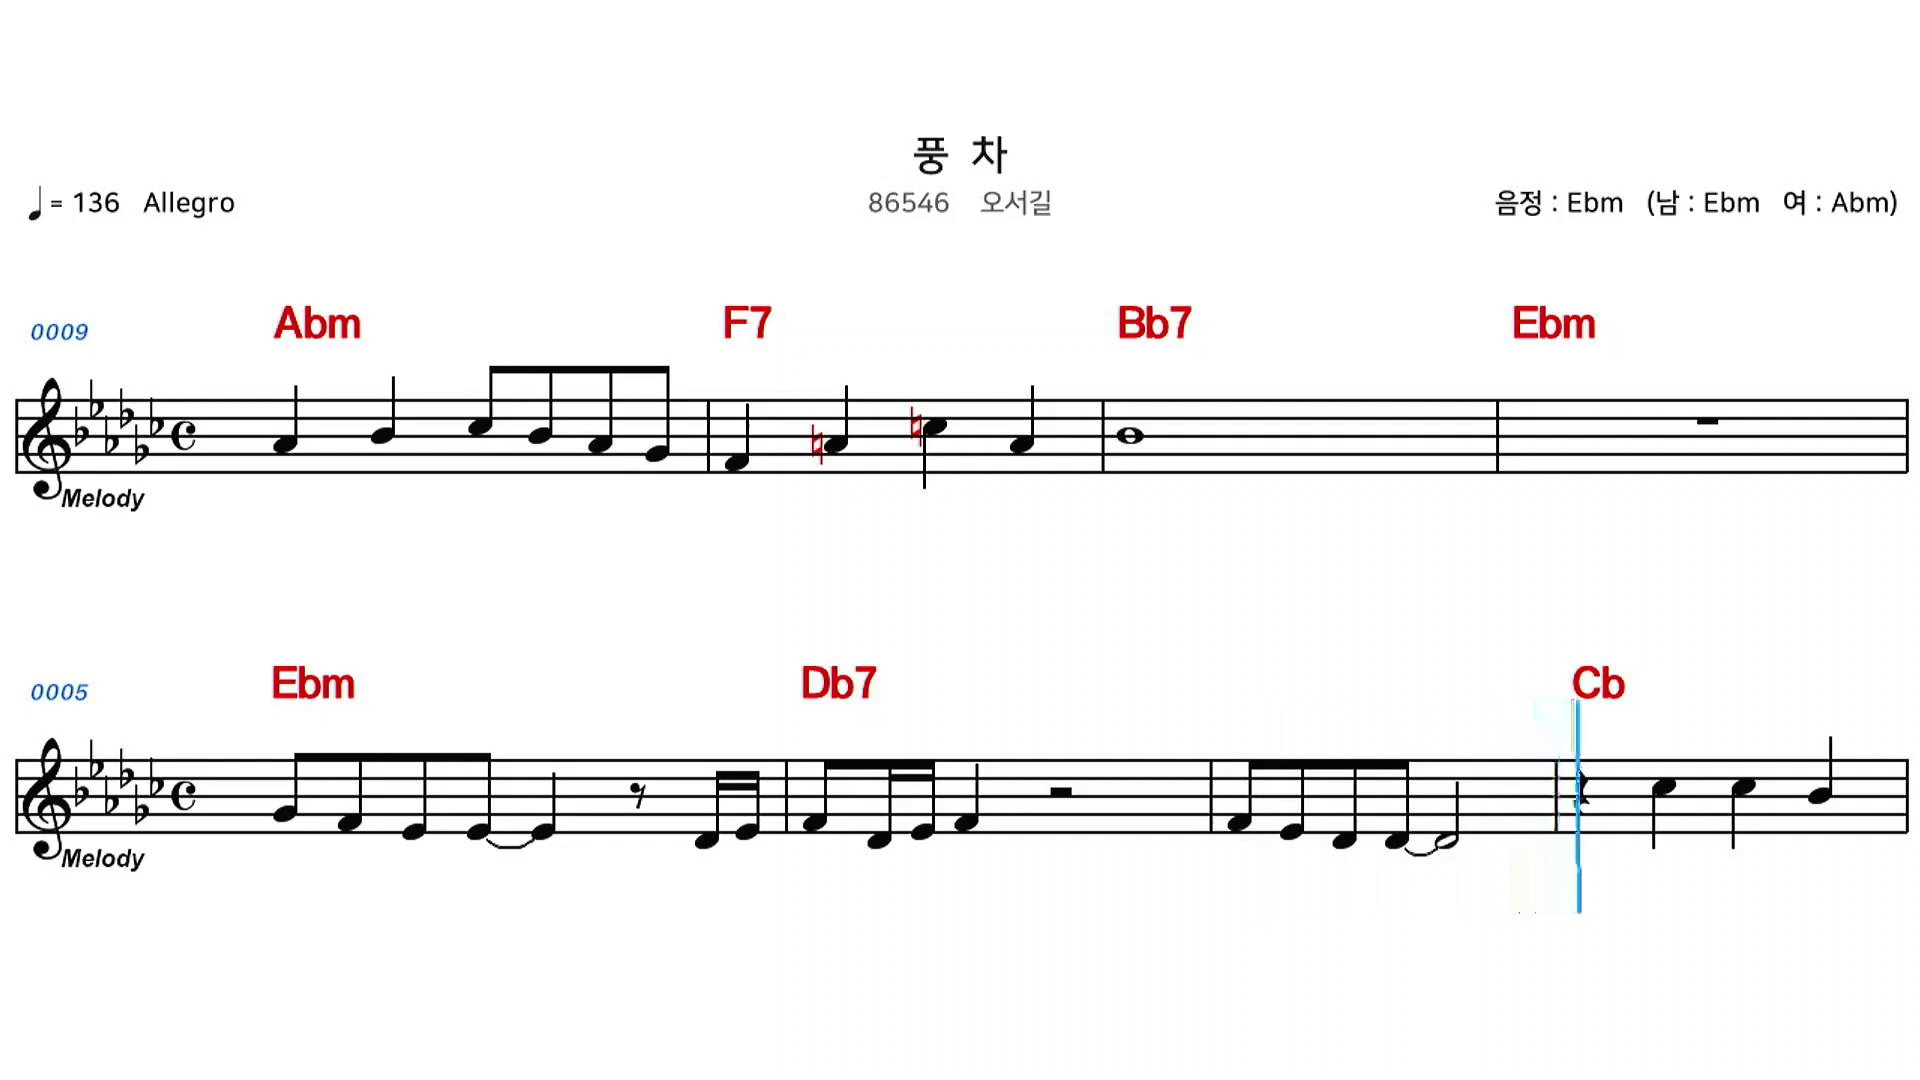 풍 차
♩= 136 Allegro 86546 오서길 음정 : Ebm (남 : Ebm 여 : Abm)
0009 Abm F7 Bb7 Ebm
Melody
0005 Ebm Db7 Cb
Melody